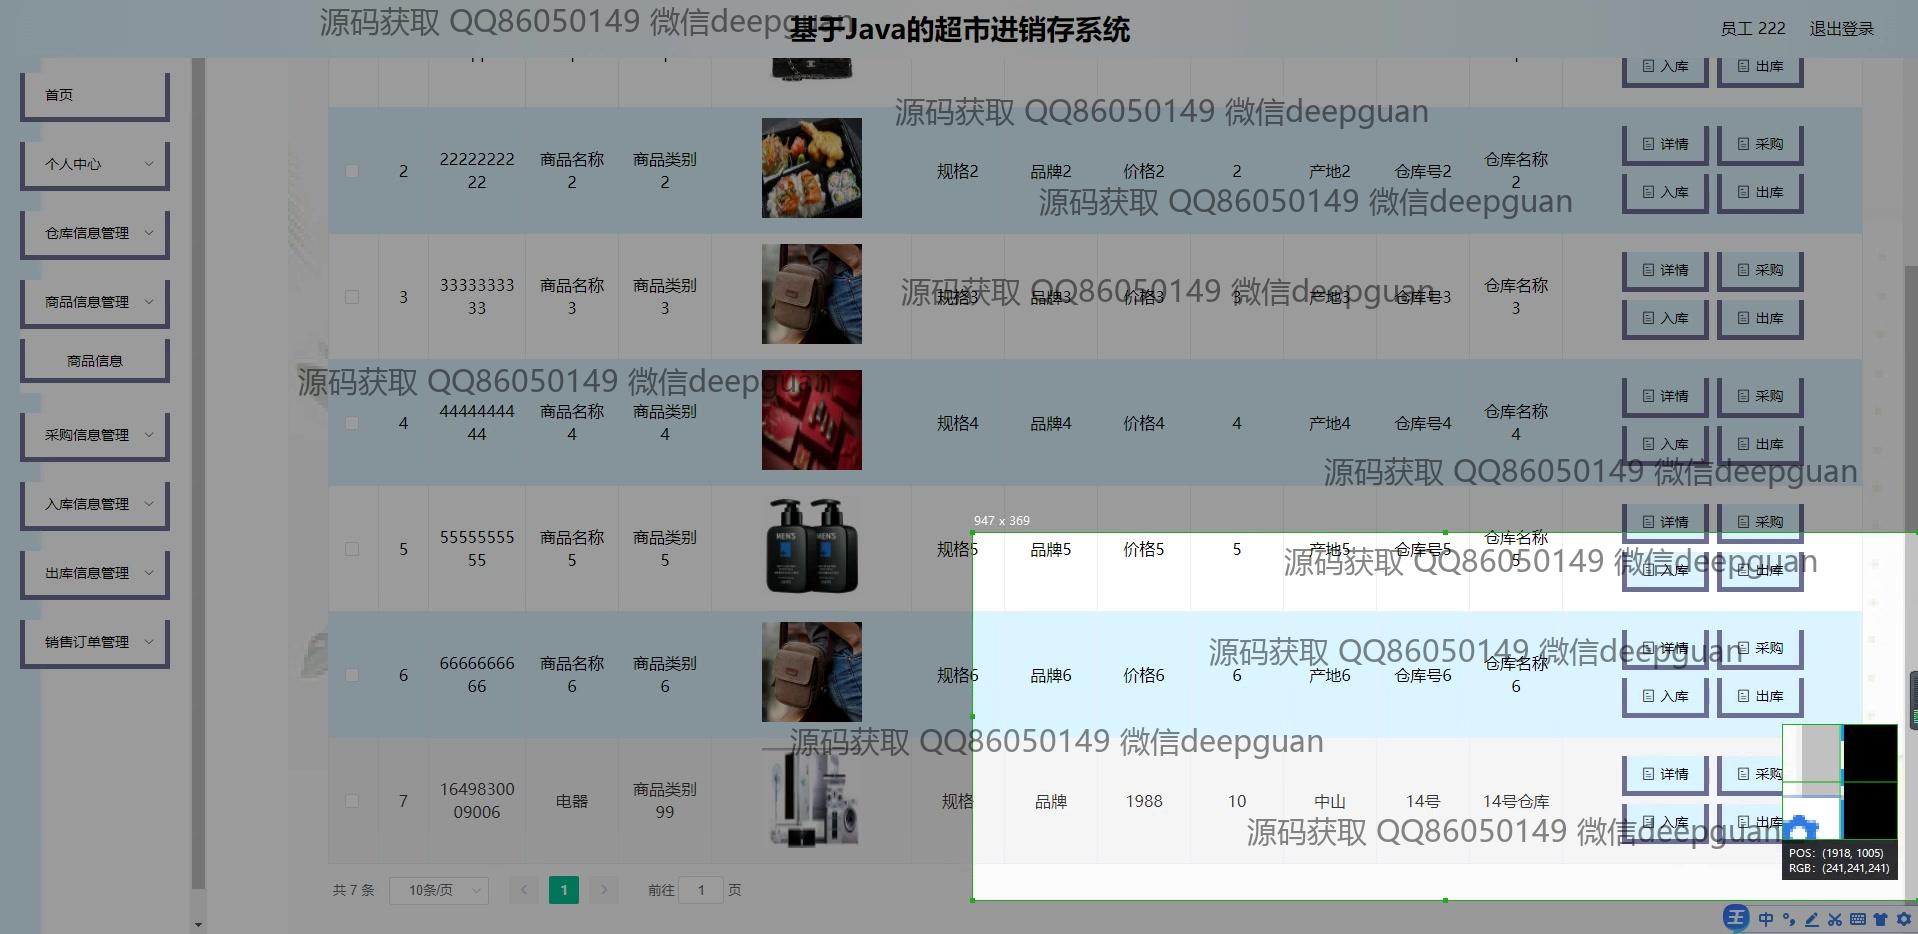 源码获取 QQ86050149 微信deepguan
基于Java的超市进销存系统
员工 222 退出登录
首页
个人中心
仓库信息管理
商品信息管理
商品信息
采购信息管理
入库信息管理
出库信息管理
销售订单管理
入库 出库
源码获取 QQ86050149 微信deepguan
2 2222222222 商品名称2 商品类别2 规格2 品牌2 价格2 2 产地2 仓库号2 仓库名称2 详情 采购
入库 出库
源码获取 QQ86050149 微信deepguan
3 3333333333 商品名称3 商品类别3 规格3 品牌3 价格3 3 产地3 仓库号3 仓库名称3 详情 采购
入库 出库
源码获取 QQ86050149 微信deepguan
源码获取 QQ86050149 微信deepguan
4 4444444444 商品名称4 商品类别4 规格4 品牌4 价格4 4 产地4 仓库号4 仓库名称4 详情 采购
入库 出库
源码获取 QQ86050149 微信deepguan
947 x 369
5 5555555555 商品名称5 商品类别5 MEN'S MEN'S 规格5 品牌5 价格5 5 产地5 仓库号5 仓库名称5 详情 采购
入库 出库
源码获取 QQ86050149 微信deepguan
6 6666666666 商品名称6 商品类别6 规格6 品牌6 价格6 6 产地6 仓库号6 仓库名称6 详情 采购
入库 出库
源码获取 QQ86050149 微信deepguan
源码获取 QQ86050149 微信deepguan
7 1649830009006 电器 商品类别99 规格 品牌 1988 10 中山 14号 14号仓库 详情 采购
入库 出库
源码获取 QQ86050149 微信deepguan
POS: (1918, 1005)
RGB: (241,241,241)
共 7 条 10条/页 1 前往 1 页
王 中